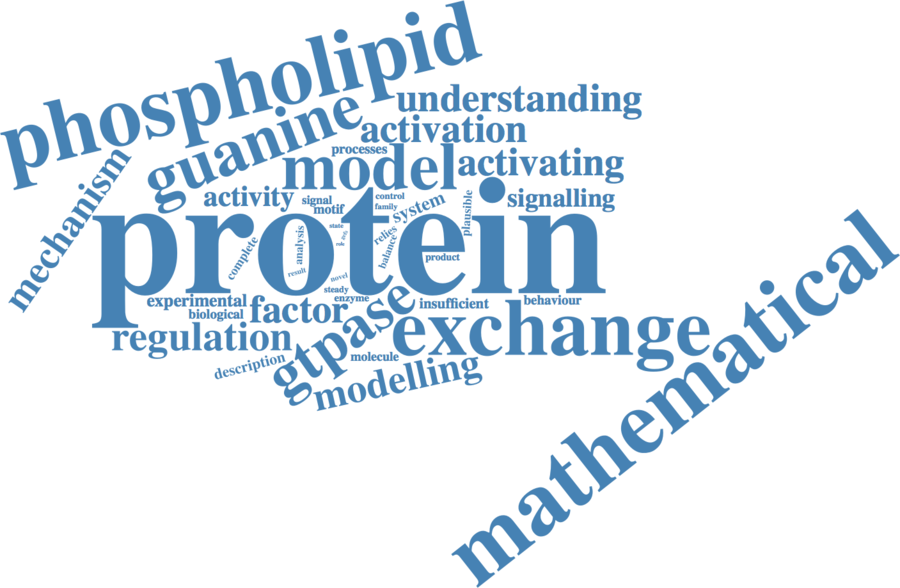 phospholipid
guanine
understanding
activation
processes
model
activating
mechanism
activity
signal
motif
control
family
system
plausible
signalling
protein
state
role
relies
balance
analysis
complete
product
result
novel
steady
enzyme
experimental
biological
factor
gtpase
insufficient
behaviour
regulation
exchange
description
molecule
modelling
mathematical